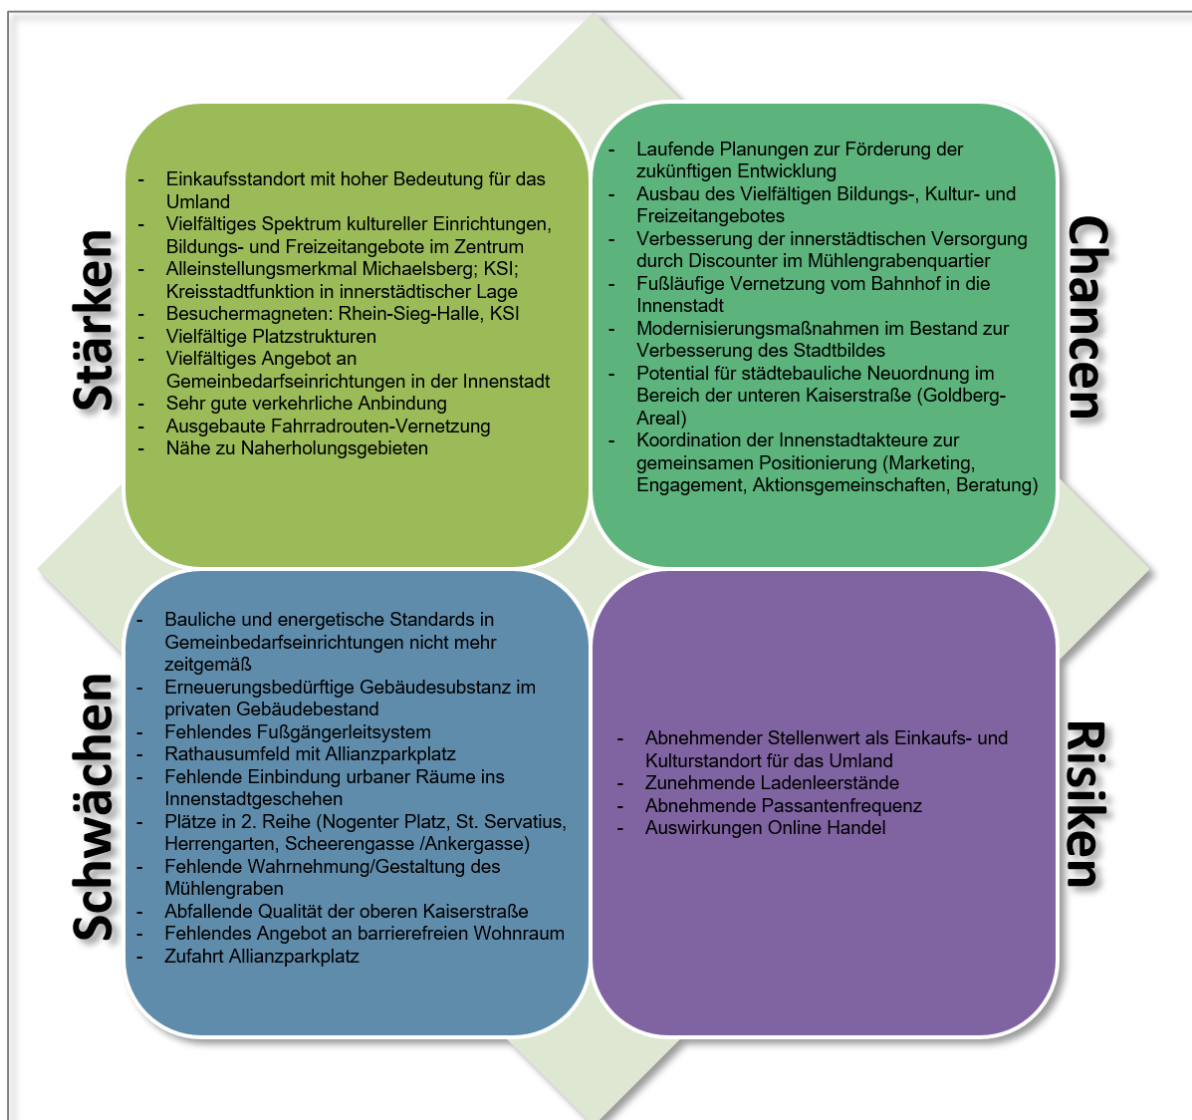 Stärken
- Einkaufsstandort mit hoher Bedeutung für das
Umland
- Vielfältiges Spektrum kultureller Einrichtungen,
Bildungs- und Freizeitangebote im Zentrum
- Alleinstellungsmerkmal Michaelsberg; KSI;
Kreisstadtfunktion in innerstädtischer Lage
- Besuchermagneten: Rhein-Sieg-Halle, KSI
- Vielfältige Platzstrukturen
- Vielfältiges Angebot an
Gemeinbedarfseinrichtungen in der Innenstadt
- Sehr gute verkehrliche Anbindung
- Ausgebaute Fahrradrouten-Vernetzung
- Nähe zu Naherholungsgebieten
Chancen
- Laufende Planungen zur Förderung der
zukünftigen Entwicklung
- Ausbau des Vielfältigen Bildungs-, Kultur- und
Freizeitangebotes
- Verbesserung der innerstädtischen Versorgung
durch Discounter im Mühlengrabenquartier
- Fußläufige Vernetzung vom Bahnhof in die
Innenstadt
- Modernisierungsmaßnahmen im Bestand zur
Verbesserung des Stadtbildes
- Potential für städtebauliche Neuordnung im
Bereich der unteren Kaiserstraße (Goldberg-
Areal)
- Koordination der Innenstadtakteure zur
gemeinsamen Positionierung (Marketing,
Engagement, Aktionsgemeinschaften, Beratung)
Schwächen
- Bauliche und energetische Standards in
Gemeinbedarfseinrichtungen nicht mehr
zeitgemäß
- Erneuerungsbedürftige Gebäudesubstanz im
privaten Gebäudebestand
- Fehlendes Fußgängerleitsystem
- Rathausumfeld mit Allianzparkplatz
- Fehlende Einbindung urbaner Räume ins
Innenstadtgeschehen
- Plätze in 2. Reihe (Nogenter Platz, St. Servatius,
Herrengarten, Scheerengasse /Ankergasse)
- Fehlende Wahrnehmung/Gestaltung des
Mühlengraben
- Abfallende Qualität der oberen Kaiserstraße
- Fehlendes Angebot an barrierefreien Wohnraum
- Zufahrt Allianzparkplatz
Risiken
- Abnehmender Stellenwert als Einkaufs- und
Kulturstandort für das Umland
- Zunehmende Ladenleerstände
- Abnehmende Passantenfrequenz
- Auswirkungen Online Handel